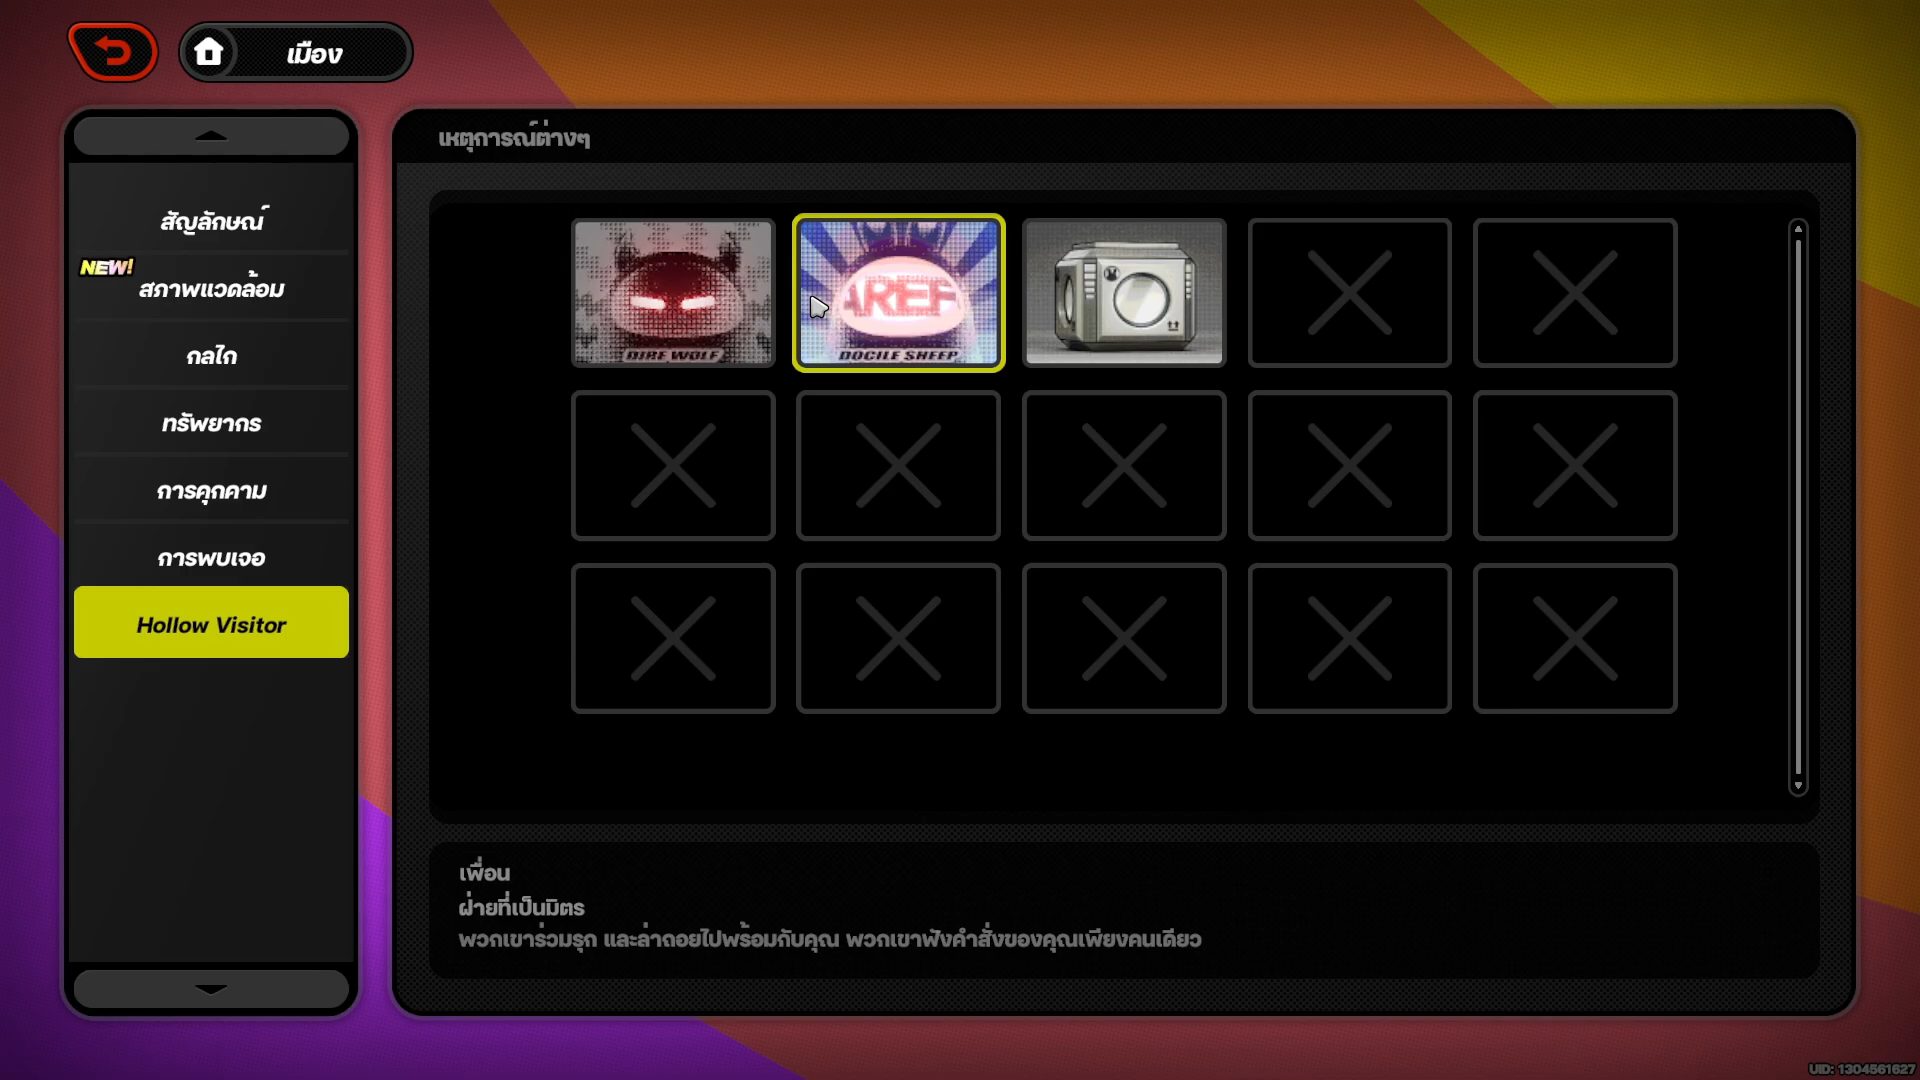 เมือง
เหตุการณ์ต่างๆ
สัญลักษณ์
NEW!
สภาพแวดล้อม
กลไก
ทรัพยากร
การคุกคาม
การพบเจอ
Hollow Visitor
DIRE WOLF
AREF
DOCILE SHEEP
เพื่อน
ฝ่ายที่เป็นมิตร
พวกเขาร่วมรุก และล่าถอยไปพร้อมกับคุณ พวกเขาฟังคำสั่งของคุณเพียงคนเดียว
UID: 1304561627